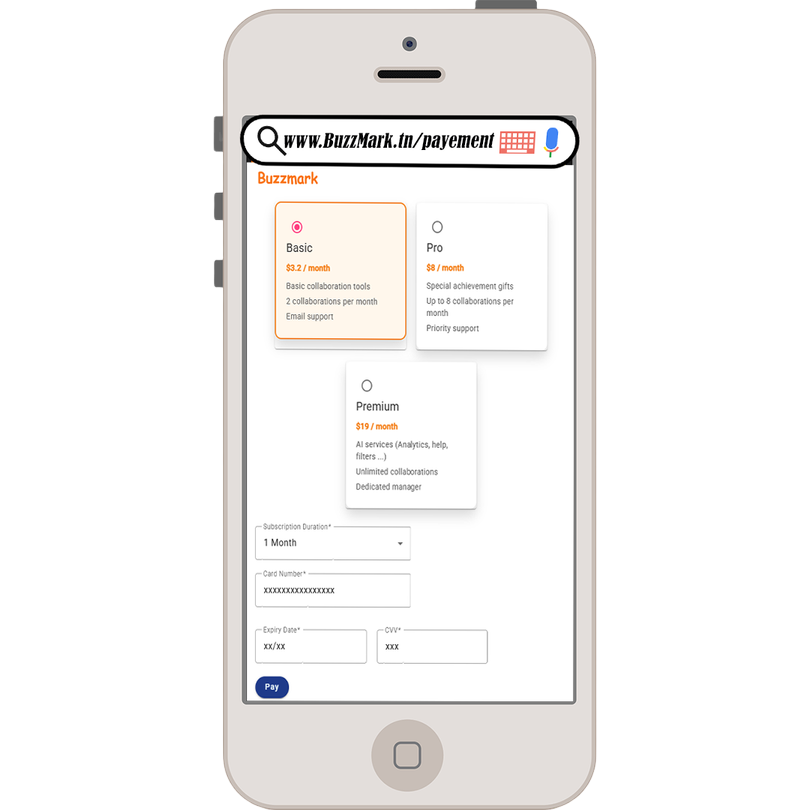 www.BuzzMark.tn/payement
Buzzmark
Basic
$3.2 / month
Basic collaboration tools
2 collaborations per month
Email support
Pro
$8 / month
Special achievement gifts
Up to 8 collaborations per
month
Priority support
Premium
$19 / month
AI services (Analytics, help,
filters ...)
Unlimited collaborations
Dedicated manager
Subscription Duration*
1 Month
Card Number*
xxxxxxxxxxxxxxxx
Expiry Date* CVV*
xx/xx xxx
Pay